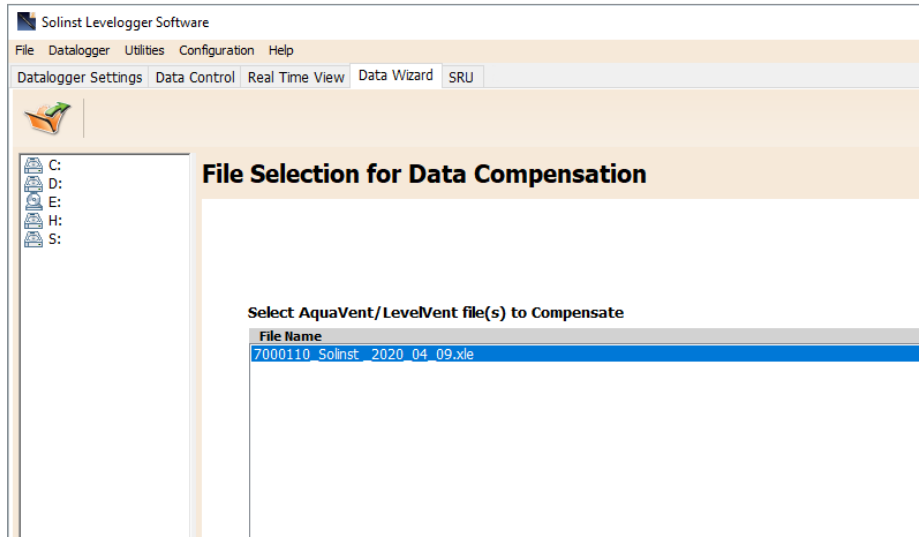 Solinst Levelogger Software
File Datalogger Utilities Configuration Help
Datalogger Settings Data Control Real Time View Data Wizard SRU
C:
D:
E:
H:
S:
File Selection for Data Compensation
Select AquaVent/LevelVent file(s) to Compensate
File Name
7000110_Solinst _2020_04_09.xle